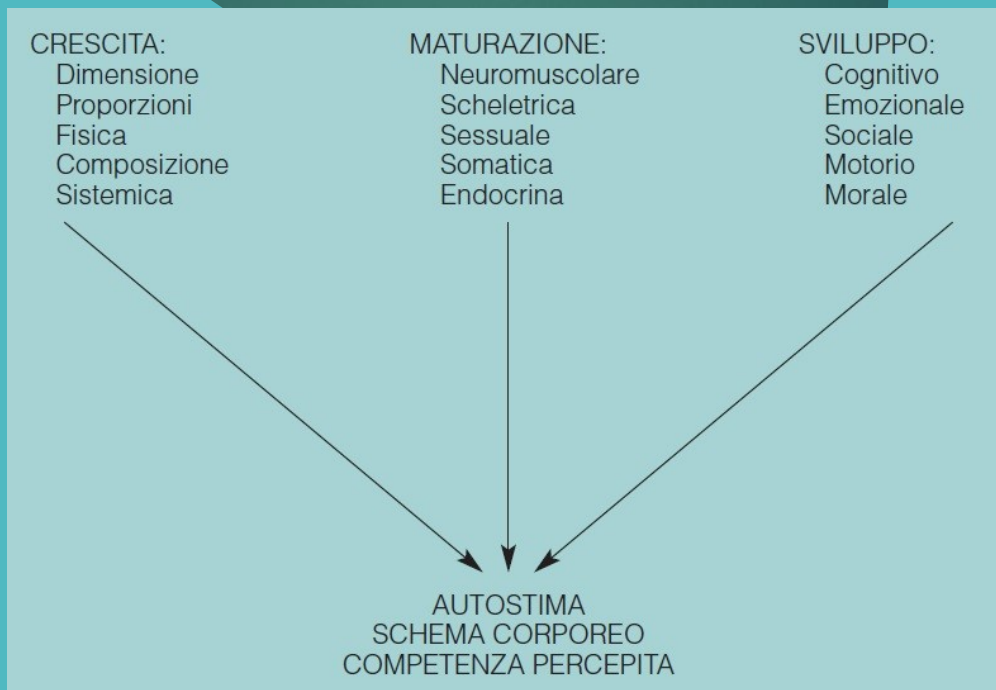 CRESCITA:
Dimensione
Proporzioni
Fisica
Composizione
Sistemica
MATURAZIONE:
Neuromuscolare
Scheletrica
Sessuale
Somatica
Endocrina
SVILUPPO:
Cognitivo
Emozionale
Sociale
Motorio
Morale
AUTOSTIMA
SCHEMA CORPOREO
COMPETENZA PERCEPITA